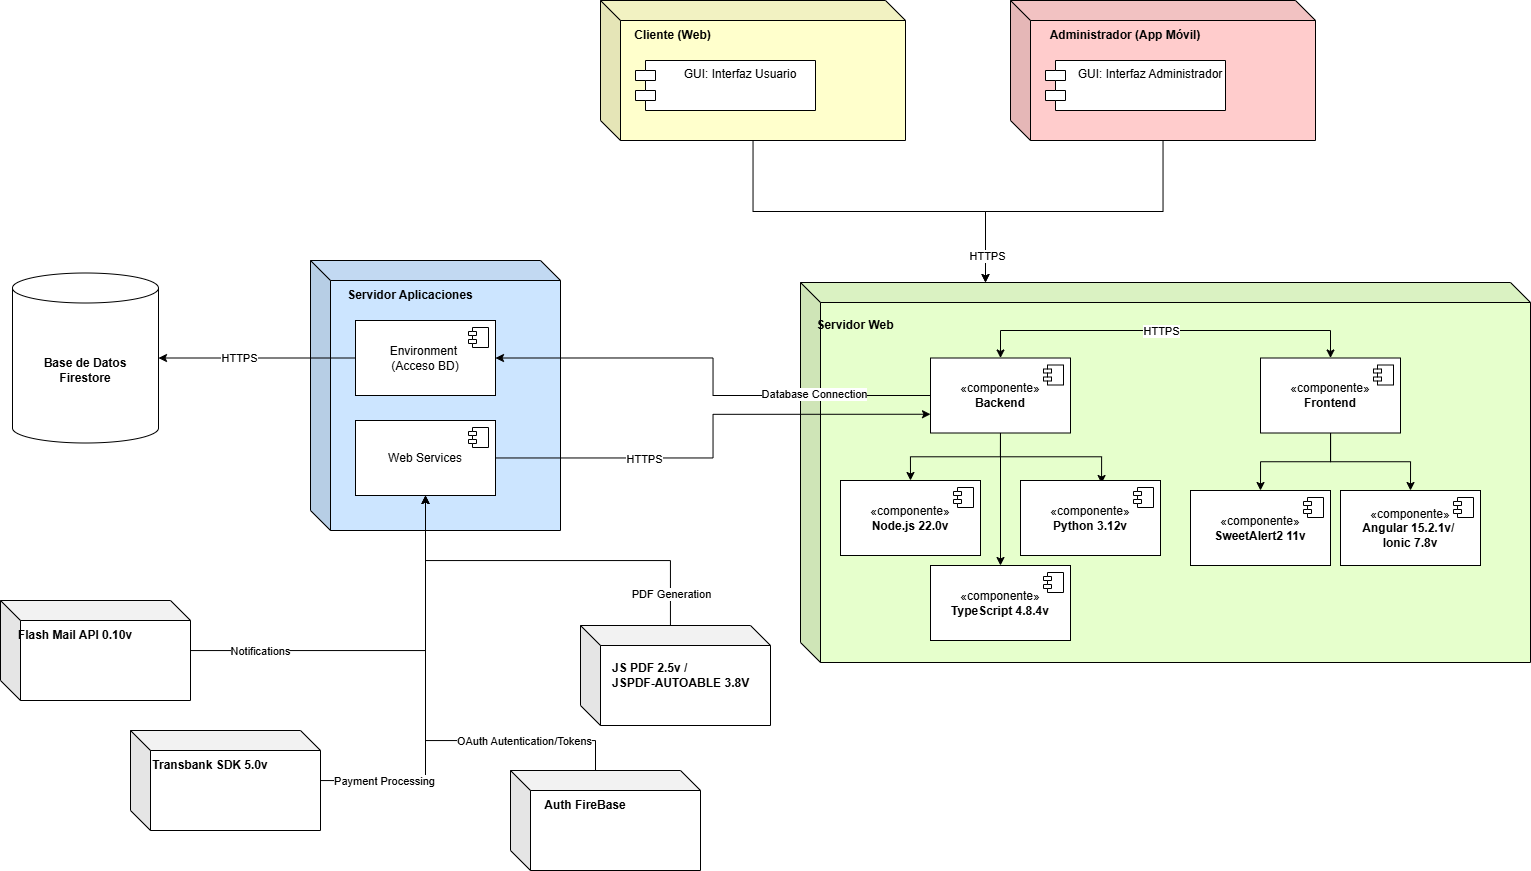 Cliente (Web)
GUI: Interfaz Usuario
Administrador (App Móvil)
GUI: Interfaz Administrador
HTTPS
Base de Datos
Firestore
HTTPS
Servidor Aplicaciones
Environment
(Acceso BD)
Web Services
Database Connection
HTTPS
Servidor Web
HTTPS
«componente»
Backend
«componente»
Frontend
«componente»
Node.js 22.0v
«componente»
Python 3.12v
«componente»
TypeScript 4.8.4v
«componente»
SweetAlert2 11v
«componente»
Angular 15.2.1v/
Ionic 7.8v
PDF Generation
JS PDF 2.5v /
JSPDF-AUTOABLE 3.8V
Flash Mail API 0.10v
Notifications
Transbank SDK 5.0v
Payment Processing
OAuth Autentication/Tokens
Auth FireBase